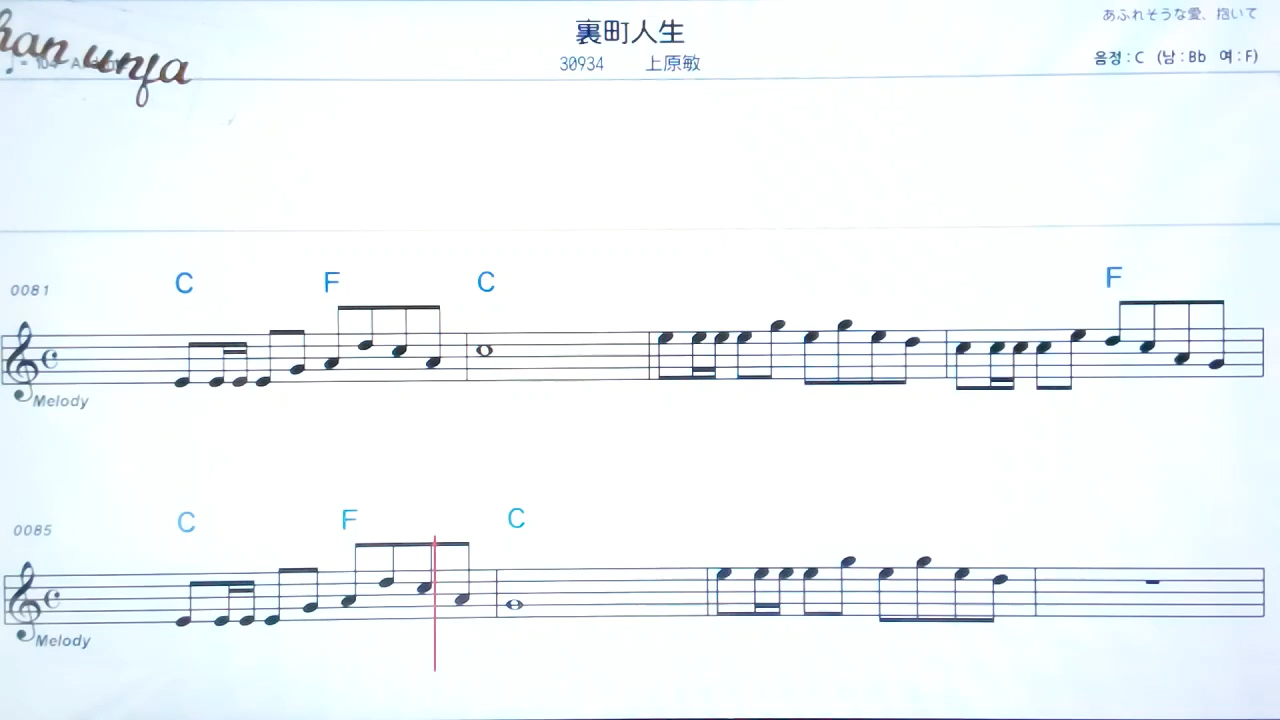 あふれそうな愛、抱いて
裏町人生
han unja
30934 上原敏
음정 : C (남 : Bb 여 : F)
C F C F
0081
Melody
C F C
0085
Melody